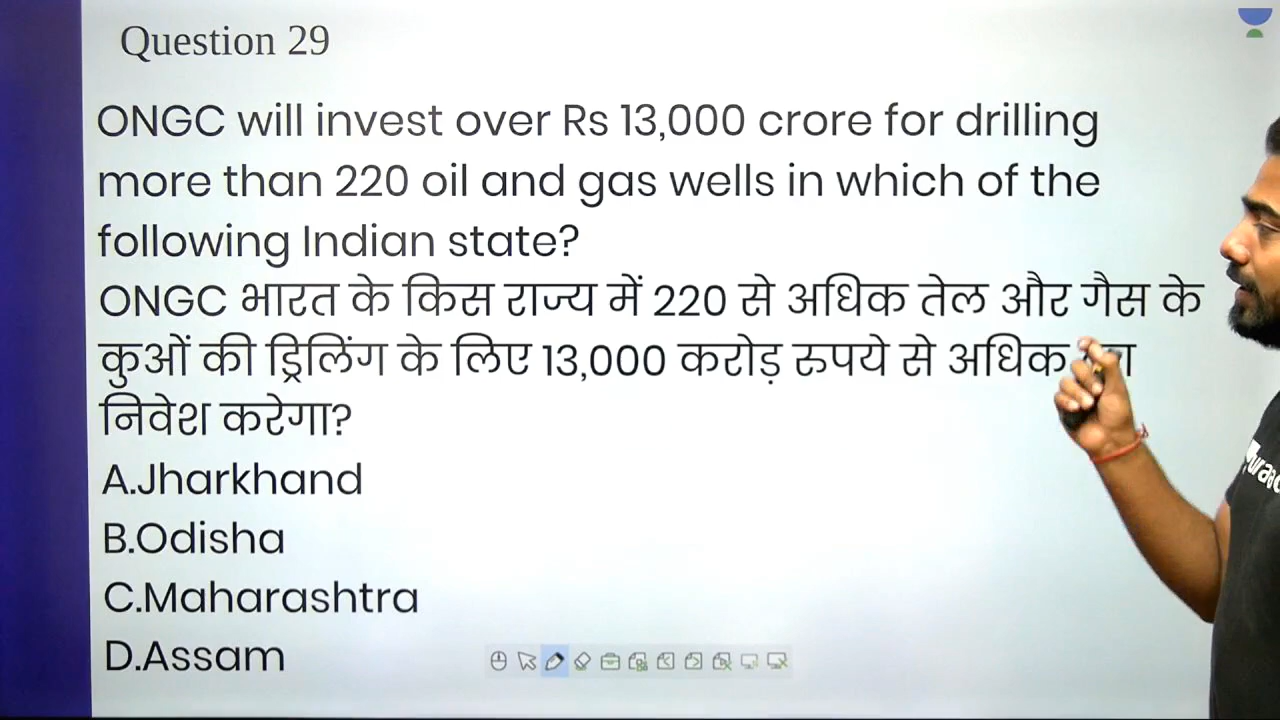 Question 29
ONGC will invest over Rs 13,000 crore for drilling
more than 220 oil and gas wells in which of the
following Indian state?
ONGC भारत के किस राज्य में 220 से अधिक तेल और गैस के
कुओं की ड्रिलिंग के लिए 13,000 करोड़ रुपये से अधिक
निवेश करेगा?
A.Jharkhand
B.Odisha
C.Maharashtra
D.Assam